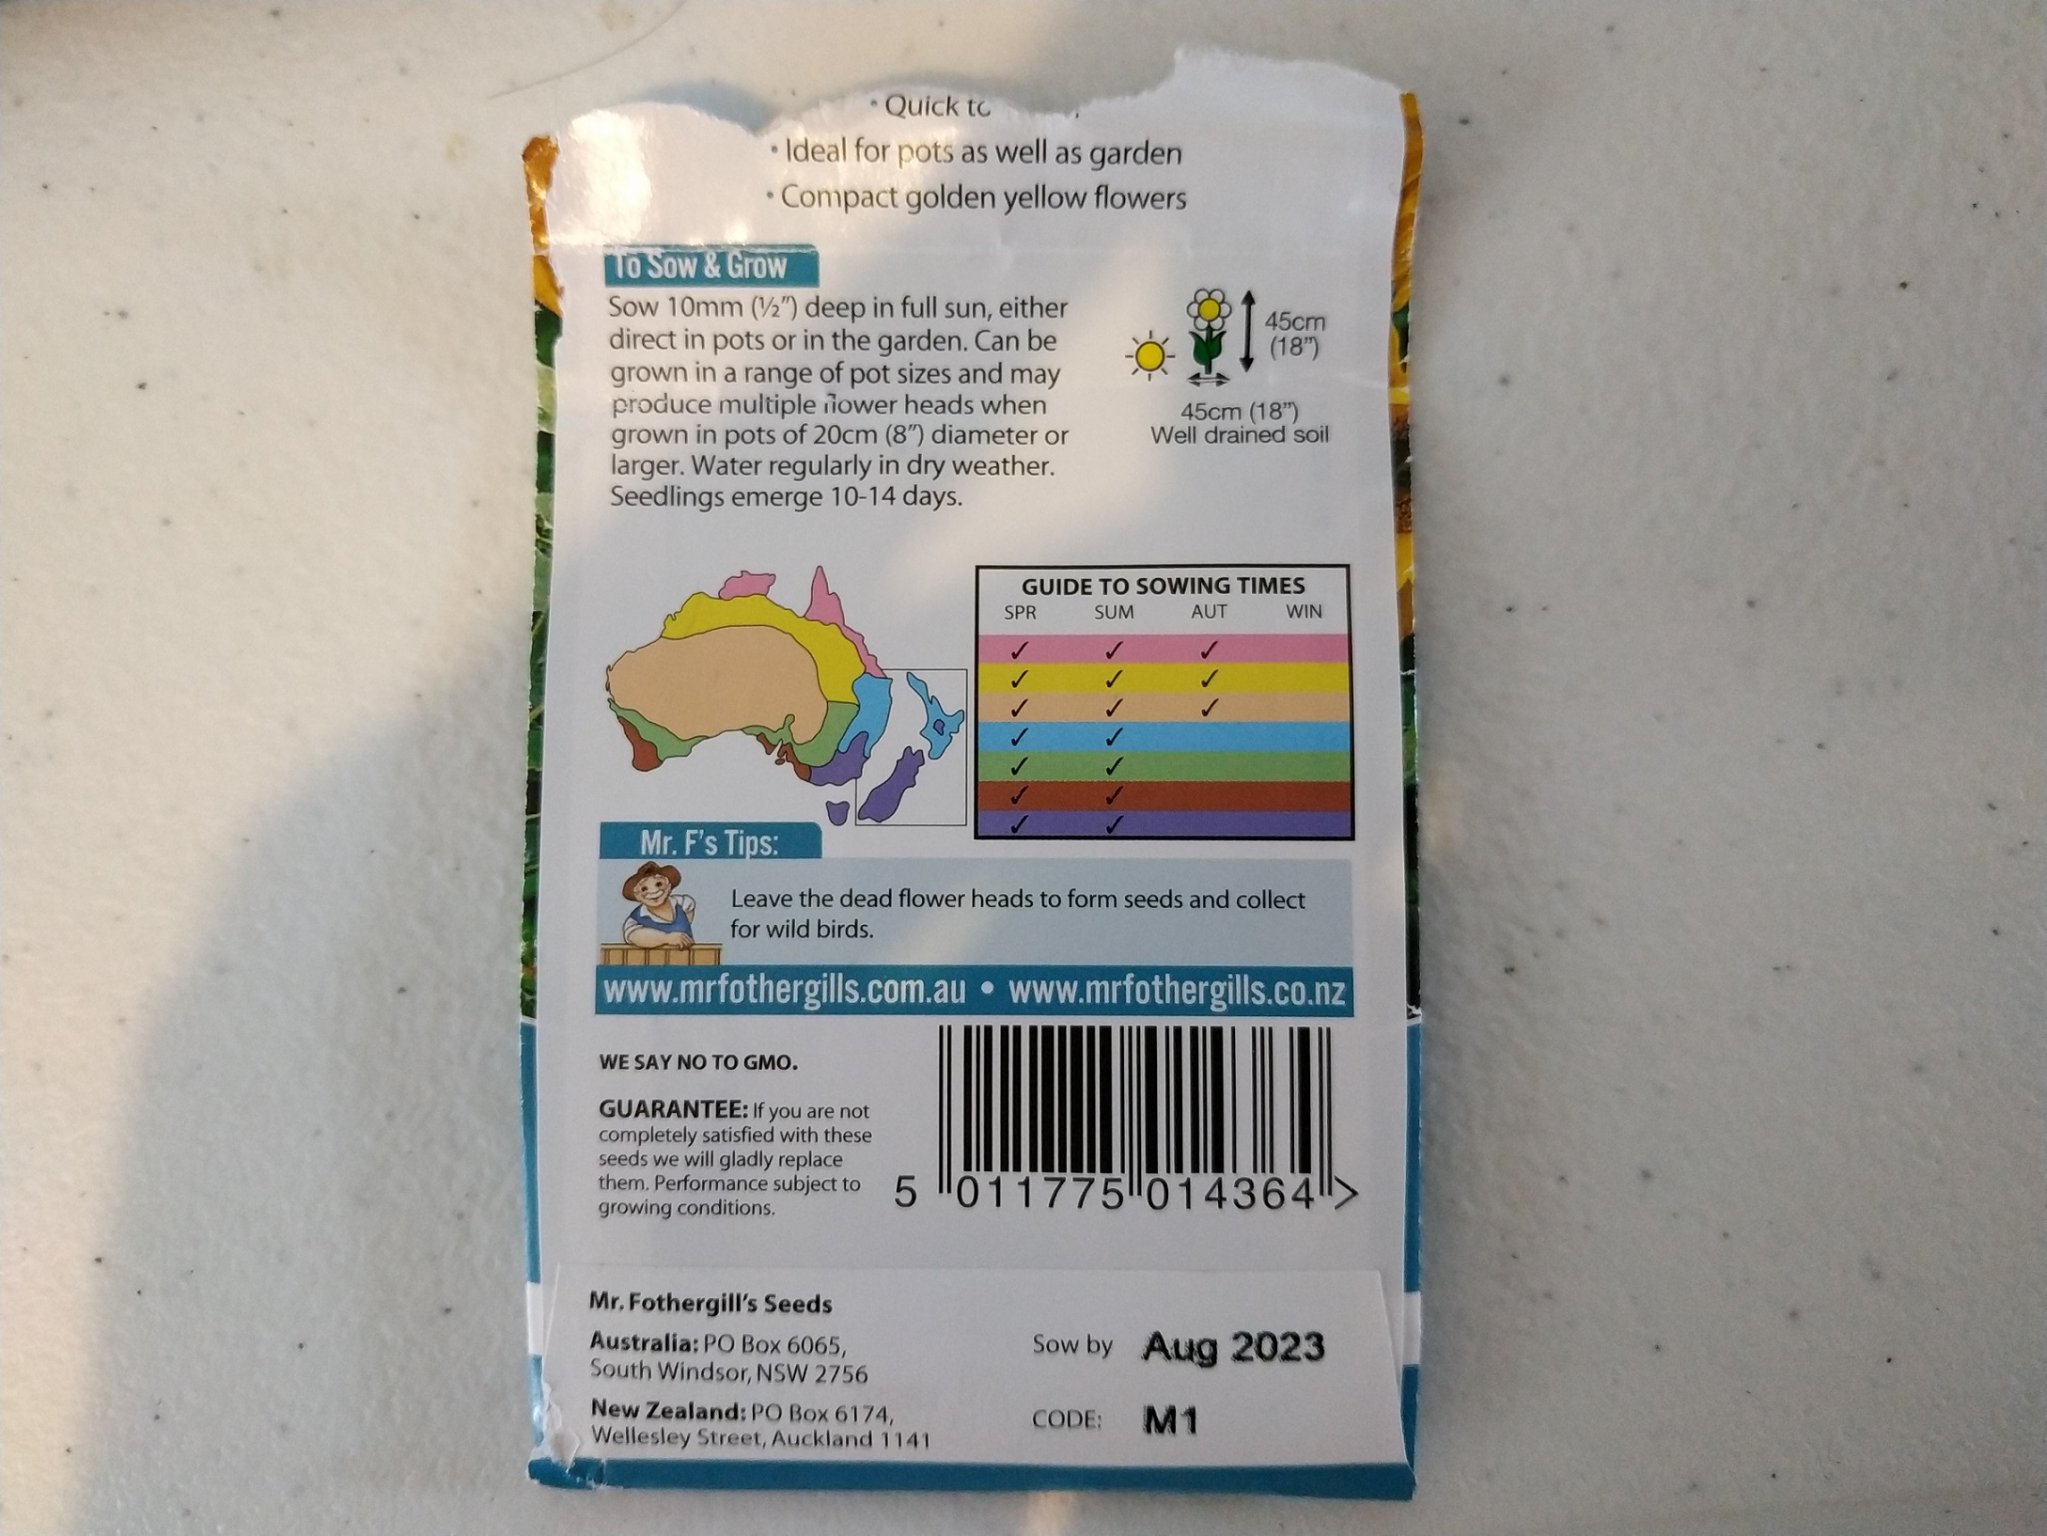 • Quick to
• Ideal for pots as well as garden
• Compact golden yellow flowers
To Sow & Grow
Sow 10mm (½") deep in full sun, either
direct in pots or in the garden. Can be
grown in a range of pot sizes and may
produce multiple flower heads when
grown in pots of 20cm (8") diameter or
larger. Water regularly in dry weather.
Seedlings emerge 10-14 days.
45cm
(18")
45cm (18")
Well drained soil
GUIDE TO SOWING TIMES
SPR SUM AUT WIN
✓ ✓ ✓
✓ ✓ ✓
✓ ✓ ✓
✓ ✓
✓ ✓
✓ ✓
✓ ✓
Mr. F's Tips:
Leave the dead flower heads to form seeds and collect
for wild birds.
www.mrfothergills.com.au • www.mrfothergills.co.nz
WE SAY NO TO GMO.
GUARANTEE: If you are not
completely satisfied with these
seeds we will gladly replace
them. Performance subject to
growing conditions.
5 011775 014364 >
Mr. Fothergill's Seeds
Australia: PO Box 6065,
South Windsor, NSW 2756
New Zealand: PO Box 6174,
Wellesley Street, Auckland 1141
Sow by Aug 2023
CODE: M1